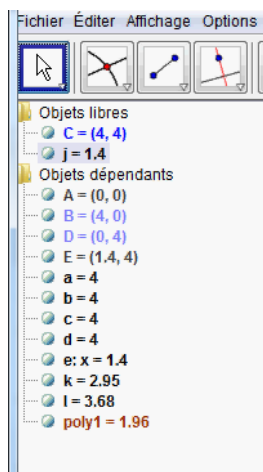 Fichier Éditer Affichage Options
Objets libres
C = (4, 4)
j = 1.4
Objets dépendants
A = (0, 0)
B = (4, 0)
D = (0, 4)
E = (1.4, 4)
a = 4
b = 4
c = 4
d = 4
e: x = 1.4
k = 2.95
l = 3.68
poly1 = 1.96